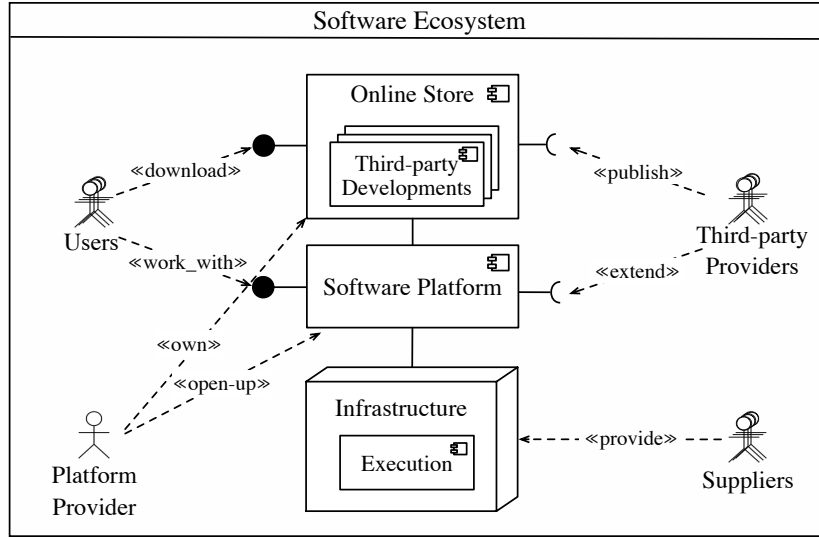 Software Ecosystem
Online Store
Third-party
Developments
«download»
«publish»
Users
Third-party
Providers
«work_with»
«extend»
Software Platform
«own»
«open-up»
Infrastructure
Execution
«provide»
Platform
Provider
Suppliers